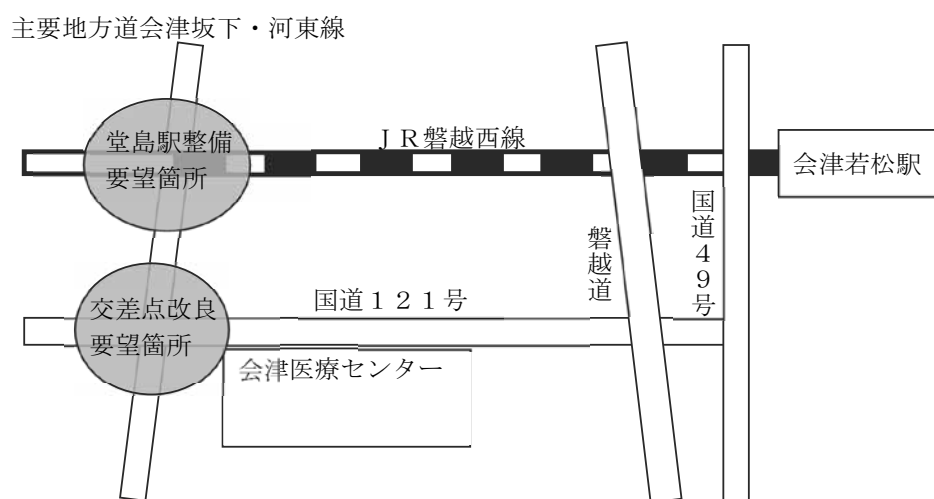 主要地方道会津坂下・河東線
堂島駅整備
要望箇所
ＪＲ磐越西線
会津若松駅
国道４９号
磐越道
交差点改良
要望箇所
国道１２１号
会津医療センター